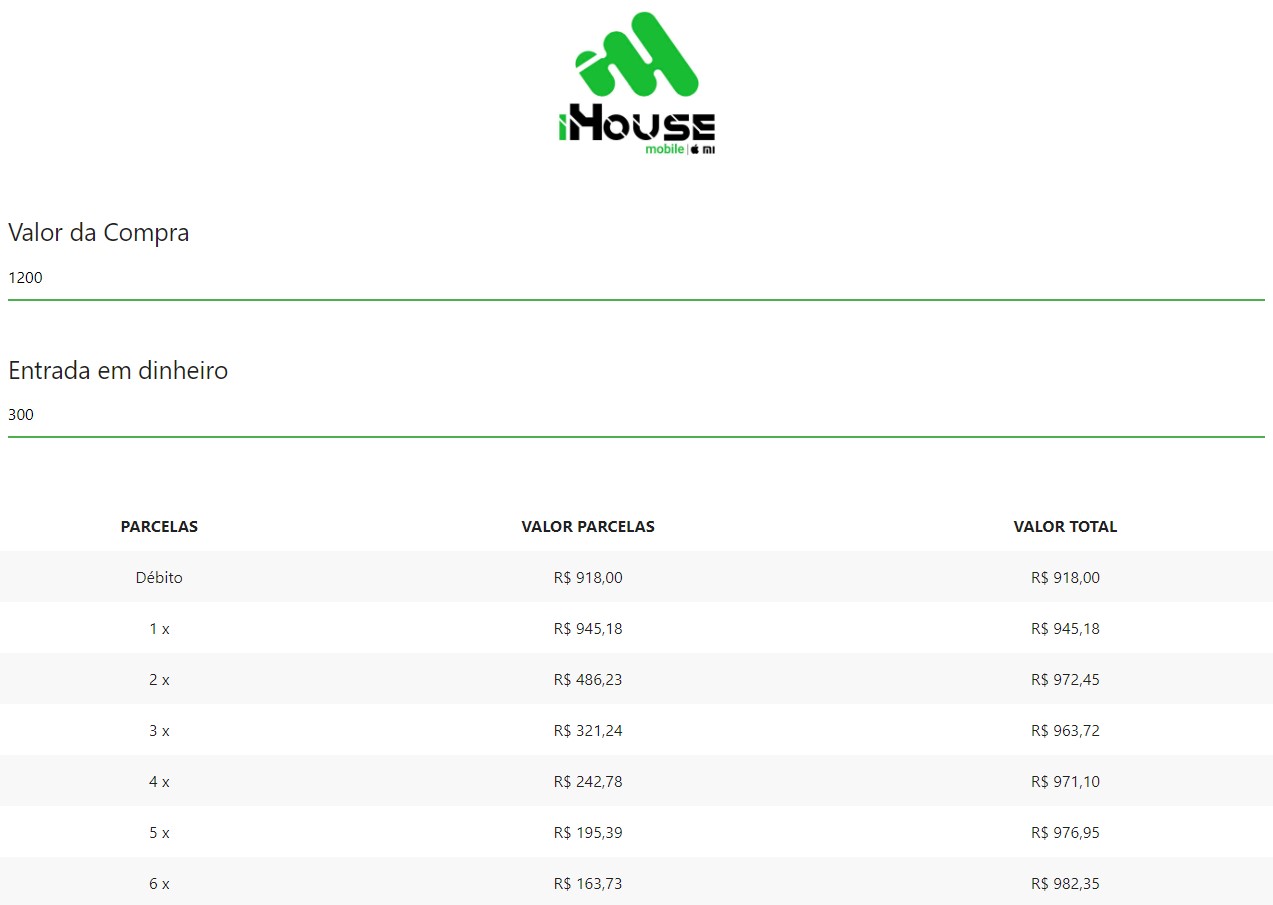 iHOUSE
mobile | MI
Valor da Compra
1200
Entrada em dinheiro
300
PARCELAS VALOR PARCELAS VALOR TOTAL
Débito R$ 918,00 R$ 918,00
1 x R$ 945,18 R$ 945,18
2 x R$ 486,23 R$ 972,45
3 x R$ 321,24 R$ 963,72
4 x R$ 242,78 R$ 971,10
5 x R$ 195,39 R$ 976,95
6 x R$ 163,73 R$ 982,35